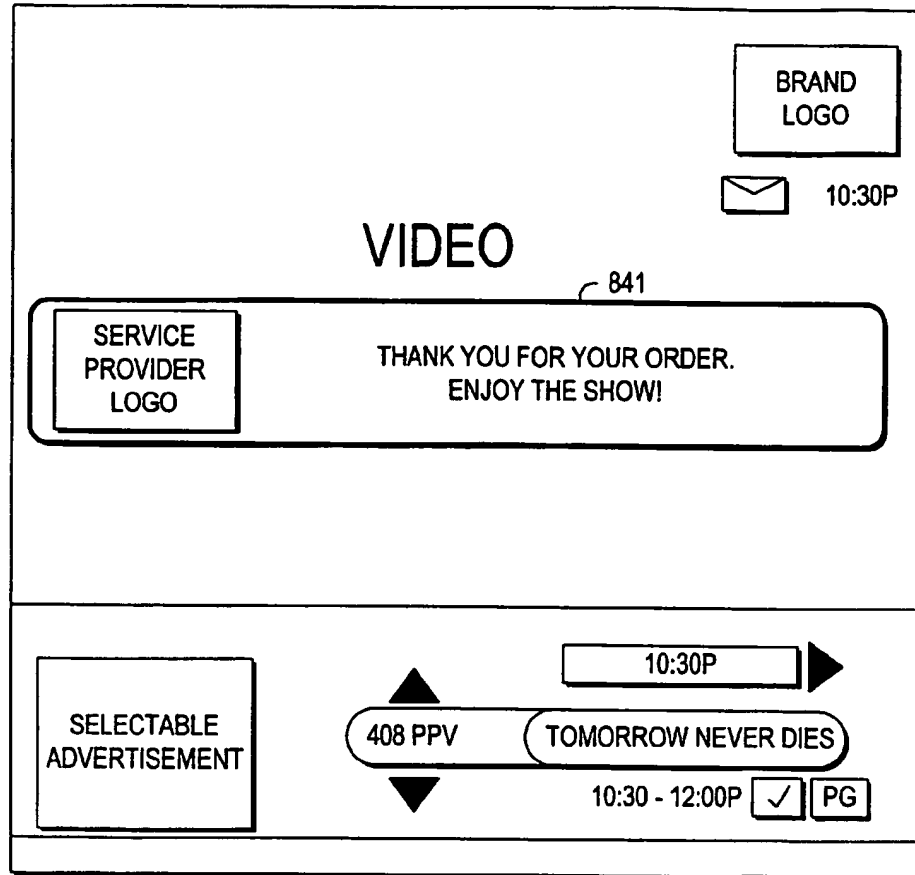 BRAND
LOGO
10:30P
VIDEO
841
SERVICE
PROVIDER
LOGO
THANK YOU FOR YOUR ORDER.
ENJOY THE SHOW!
10:30P
SELECTABLE
ADVERTISEMENT
408 PPV
TOMORROW NEVER DIES
10:30 - 12:00P
PG